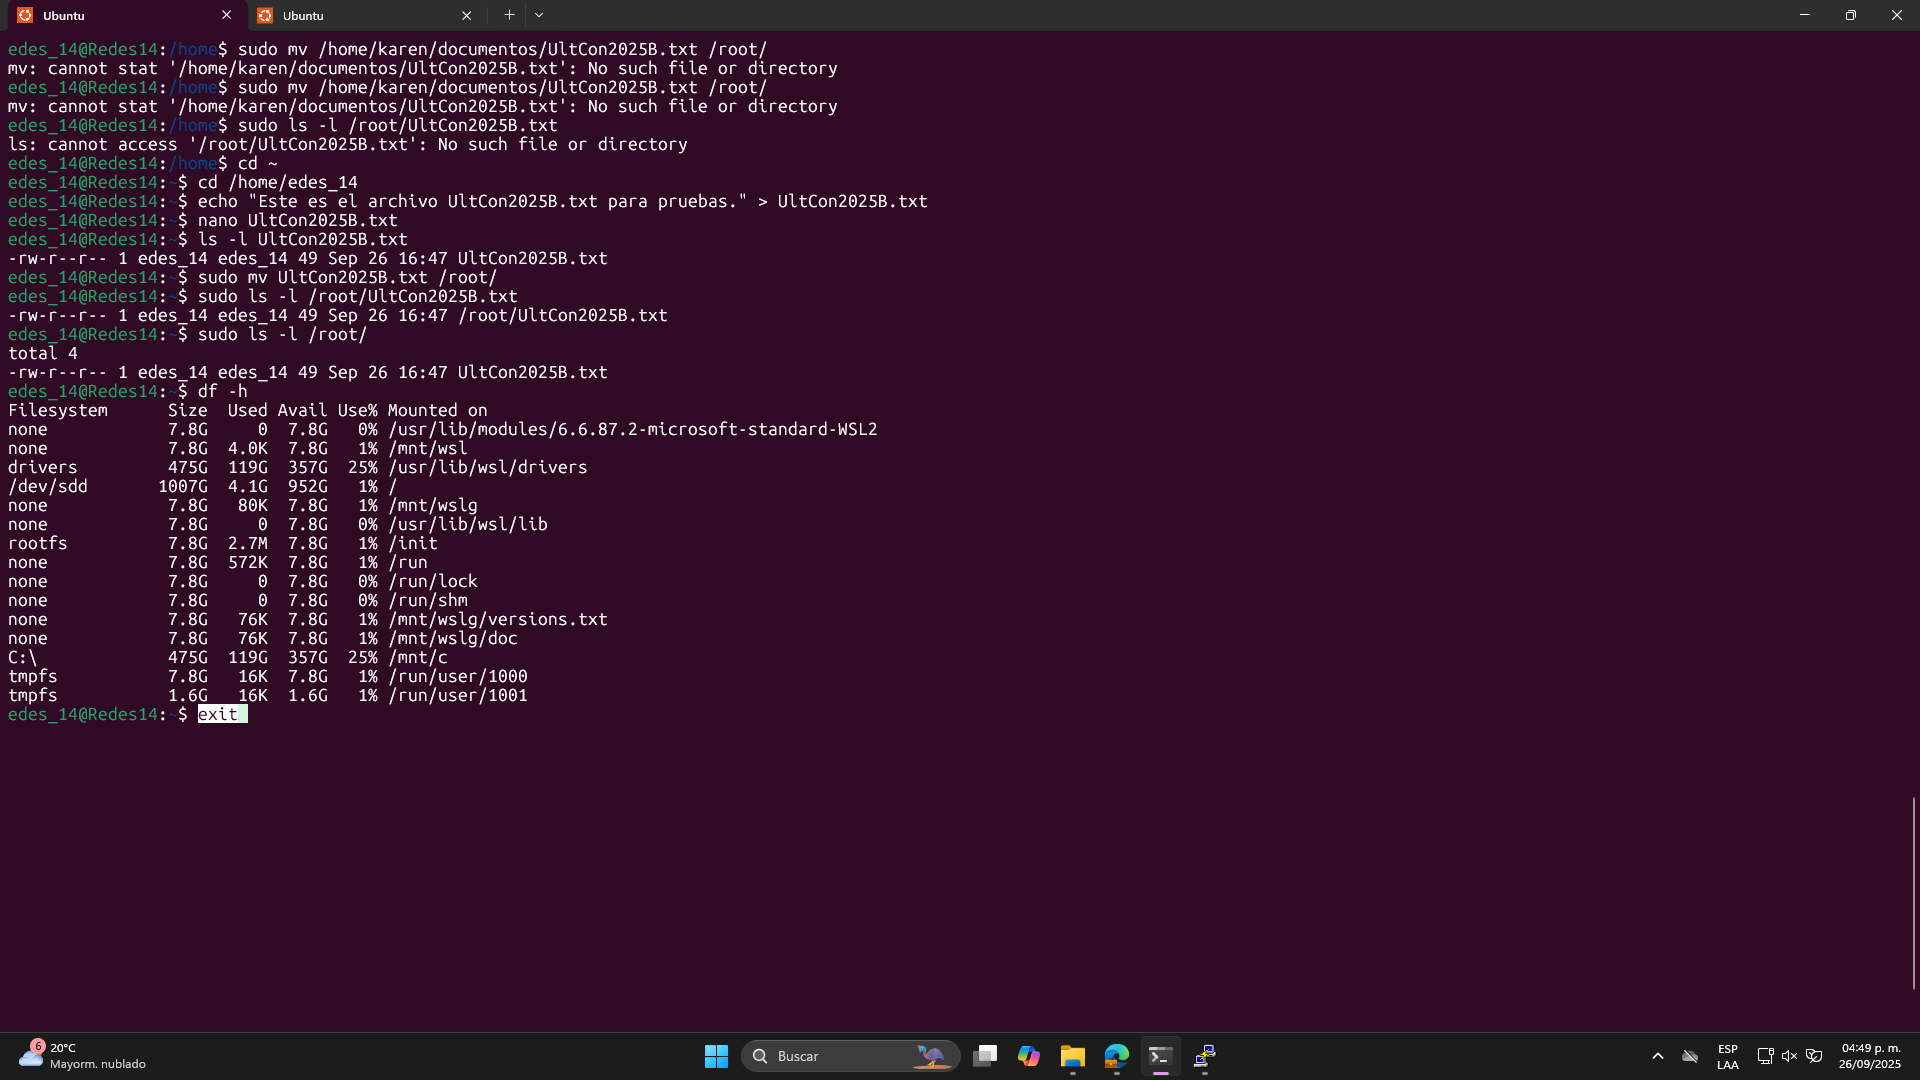 Ubuntu
Ubuntu
edes_14@Redes14:/home$ sudo mv /home/karen/documentos/UltCon2025B.txt /root/
mv: cannot stat '/home/karen/documentos/UltCon2025B.txt': No such file or directory
edes_14@Redes14:/home$ sudo mv /home/karen/documentos/UltCon2025B.txt /root/
mv: cannot stat '/home/karen/documentos/UltCon2025B.txt': No such file or directory
edes_14@Redes14:/home$ sudo ls -l /root/UltCon2025B.txt
ls: cannot access '/root/UltCon2025B.txt': No such file or directory
edes_14@Redes14:/home$ cd ~
edes_14@Redes14:~$ cd /home/edes_14
edes_14@Redes14:~$ echo "Este es el archivo UltCon2025B.txt para pruebas." > UltCon2025B.txt
edes_14@Redes14:~$ nano UltCon2025B.txt
edes_14@Redes14:~$ ls -l UltCon2025B.txt
-rw-r--r-- 1 edes_14 edes_14 49 Sep 26 16:47 UltCon2025B.txt
edes_14@Redes14:~$ sudo mv UltCon2025B.txt /root/
edes_14@Redes14:~$ sudo ls -l /root/UltCon2025B.txt
-rw-r--r-- 1 edes_14 edes_14 49 Sep 26 16:47 /root/UltCon2025B.txt
edes_14@Redes14:~$ sudo ls -l /root/
total 4
-rw-r--r-- 1 edes_14 edes_14 49 Sep 26 16:47 UltCon2025B.txt
edes_14@Redes14:~$ df -h
Filesystem      Size  Used Avail Use% Mounted on
none            7.8G     0  7.8G   0% /usr/lib/modules/6.6.87.2-microsoft-standard-WSL2
none            7.8G  4.0K  7.8G   1% /mnt/wsl
drivers         475G  119G  357G  25% /usr/lib/wsl/drivers
/dev/sdd       1007G  4.1G  952G   1% /
none            7.8G   80K  7.8G   1% /mnt/wslg
none            7.8G     0  7.8G   0% /usr/lib/wsl/lib
rootfs          7.8G  2.7M  7.8G   1% /init
none            7.8G  572K  7.8G   1% /run
none            7.8G     0  7.8G   0% /run/lock
none            7.8G     0  7.8G   0% /run/shm
none            7.8G   76K  7.8G   1% /mnt/wslg/versions.txt
none            7.8G   76K  7.8G   1% /mnt/wslg/doc
C:\             475G  119G  357G  25% /mnt/c
tmpfs           7.8G   16K  7.8G   1% /run/user/1000
tmpfs           1.6G   16K  1.6G   1% /run/user/1001
edes_14@Redes14:~$ exit
6
20°C
Mayorm. nublado
Buscar
ESP
LAA
04:49 p. m.
26/09/2025